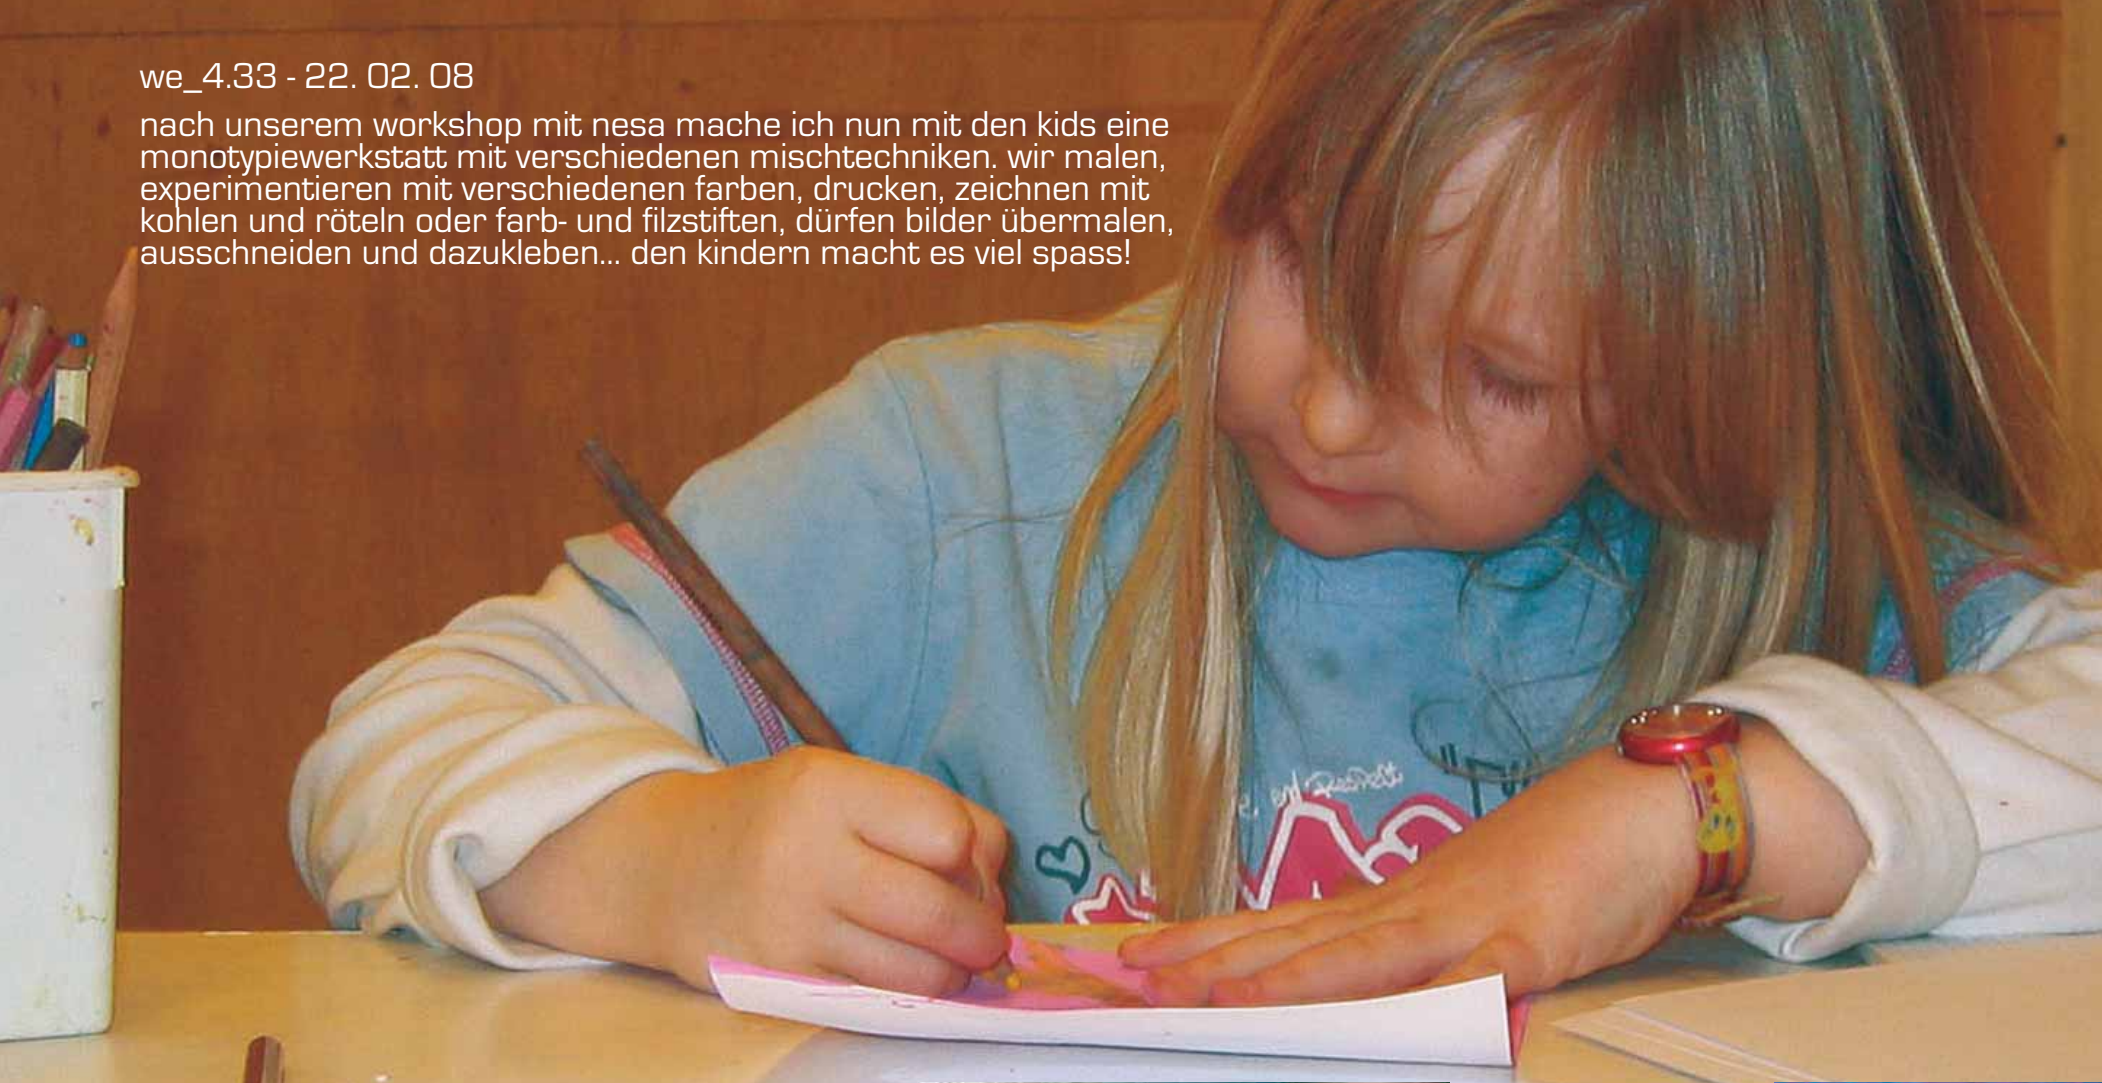 we_4.33 - 22. 02. 08
nach unserem workshop mit nesa mache ich nun mit den kids eine
monotypiewerkstatt mit verschiedenen mischtechniken. wir malen,
experimentieren mit verschiedenen farben, drucken, zeichnen mit
kohlen und röteln oder farb- und filzstiften, dürfen bilder übermalen,
ausschneiden und dazukleben... den kindern macht es viel spass!